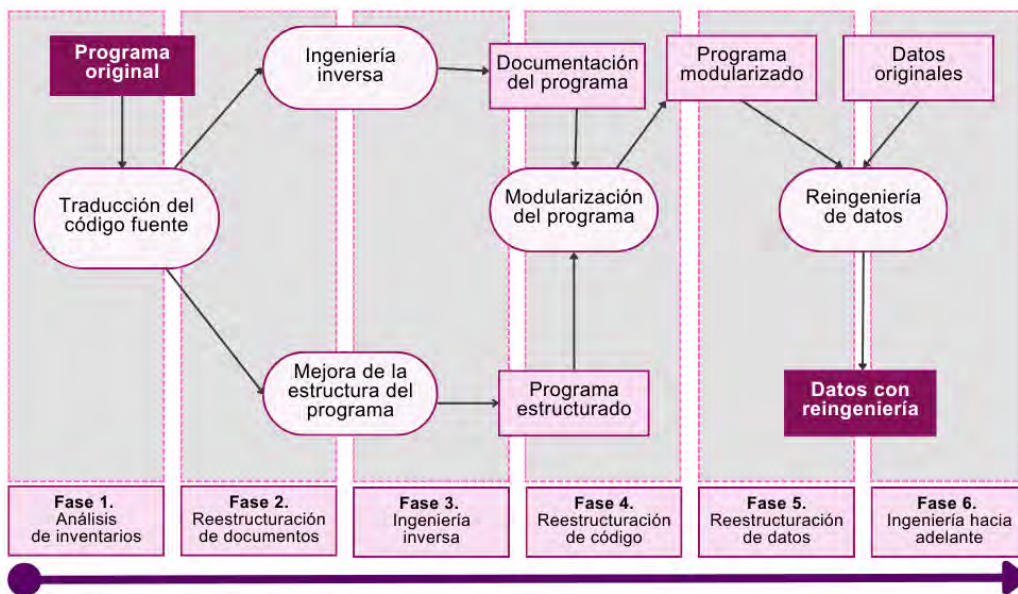 Programa
original
Ingeniería
inversa
Documentación
del programa
Programa
modularizado
Datos
originales
Traducción del
código fuente
Modularización
del programa
Reingeniería
de datos
Mejora de la
estructura del
programa
Programa
estructurado
Datos con
reingeniería
Fase 1.
Análisis
de inventarios
Fase 2.
Reestructuración
de documentos
Fase 3.
Ingeniería
inversa
Fase 4.
Reestructuración
de código
Fase 5.
Reestructuración
de datos
Fase 6.
Ingeniería hacia
adelante